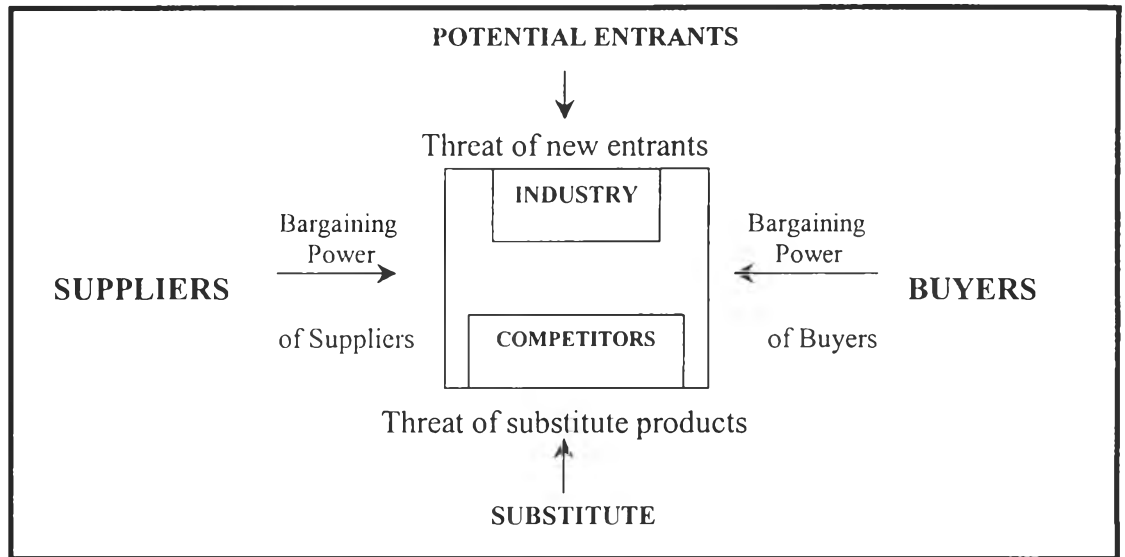 POTENTIAL ENTRANTS
Threat of new entrants
INDUSTRY
Bargaining
Power
SUPPLIERS
of Suppliers
Bargaining
Power
BUYERS
of Buyers
COMPETITORS
Threat of substitute products
SUBSTITUTE